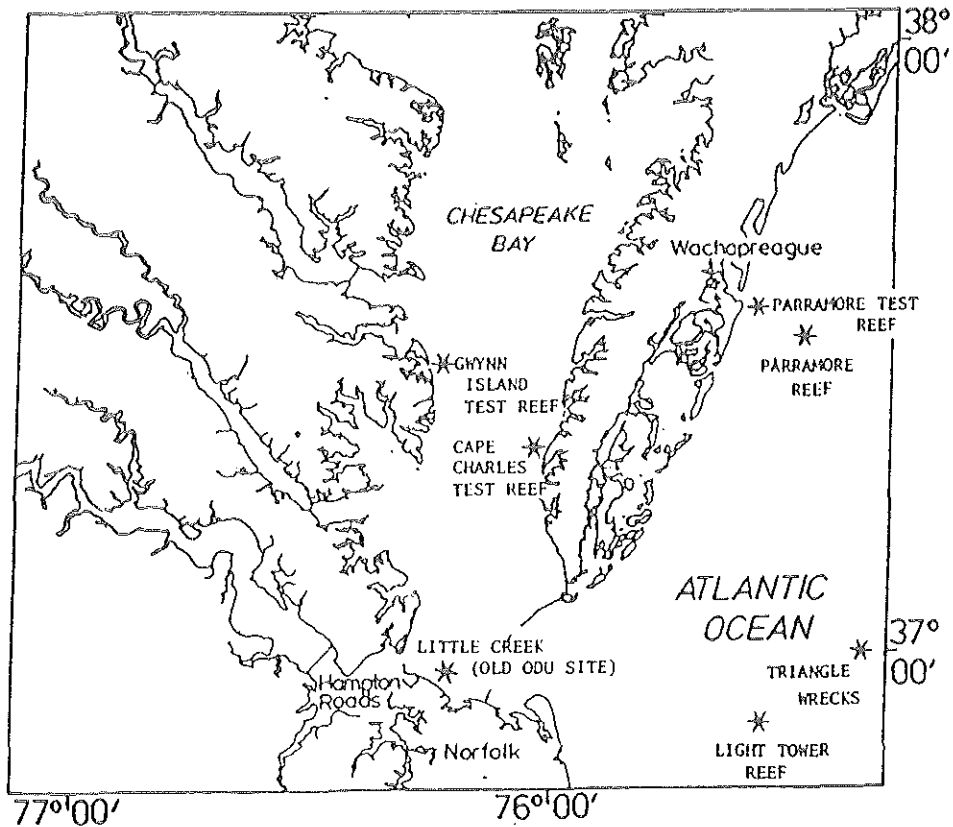 38°
00′
CHESAPEAKE
BAY
Wachapreague
PARRAMORE TEST
REEF
PARRAMORE
REEF
GWYNN
ISLAND
TEST REEF
CAPE
CHARLES
TEST REEF
ATLANTIC
OCEAN
37°
00′
LITTLE CREEK
(OLD ODU SITE)
TRIANGLE
WRECKS
Hampton
Roads
Norfolk
LIGHT TOWER
REEF
77°00′
76°00′